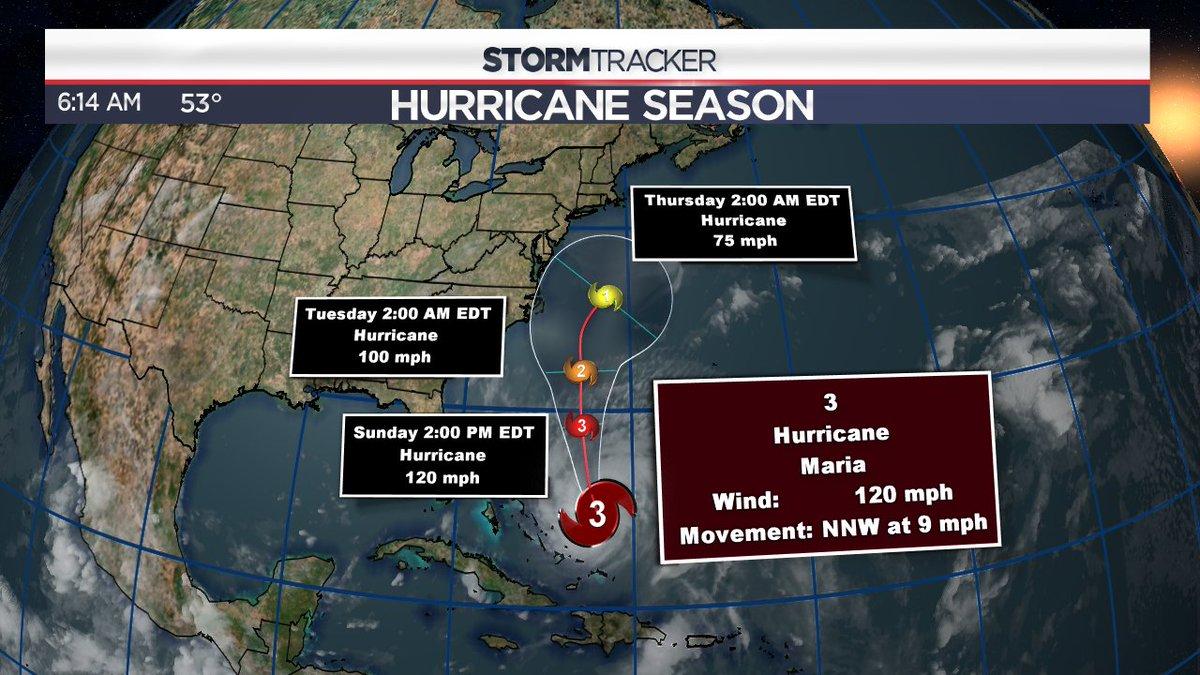 STORMTRACKER
6:14 AM 53°
HURRICANE SEASON
Thursday 2:00 AM EDT
Hurricane
75 mph
Tuesday 2:00 AM EDT
Hurricane
100 mph
2
Sunday 2:00 PM EDT
Hurricane
120 mph
3
3
3
Hurricane
Maria
Wind: 120 mph
Movement: NNW at 9 mph